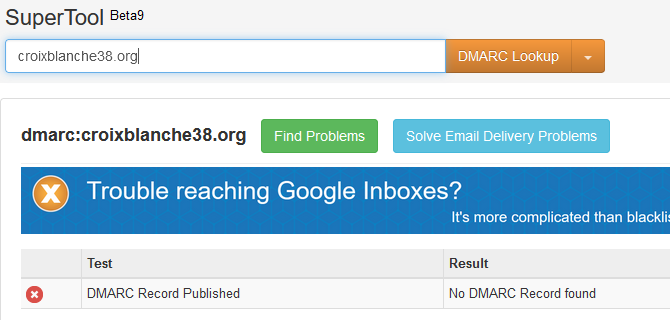 SuperTool Beta9
croixblanche38.org
DMARC Lookup
dmarc:croixblanche38.org
Find Problems
Solve Email Delivery Problems
Trouble reaching Google Inboxes?
It's more complicated than
Test Result
DMARC Record Published No DMARC Record found